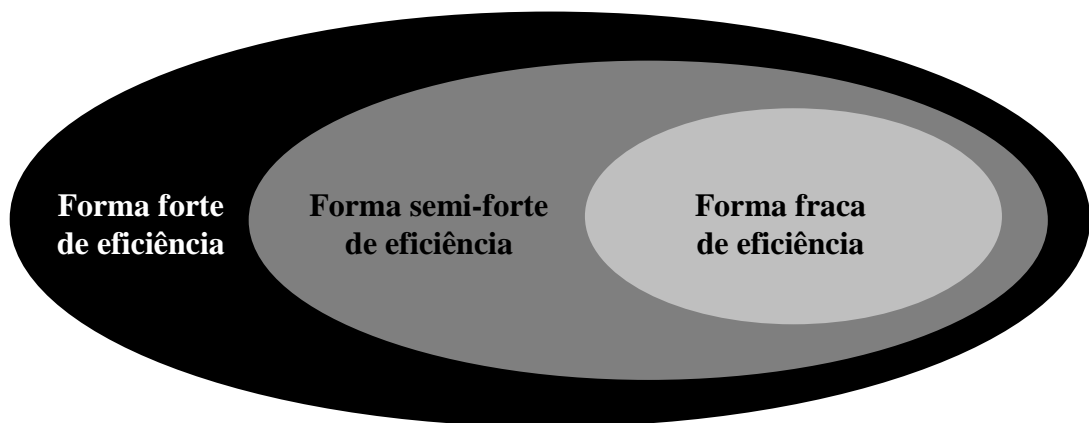 Forma forte
de eficiência
Forma semi-forte
de eficiência
Forma fraca
de eficiência